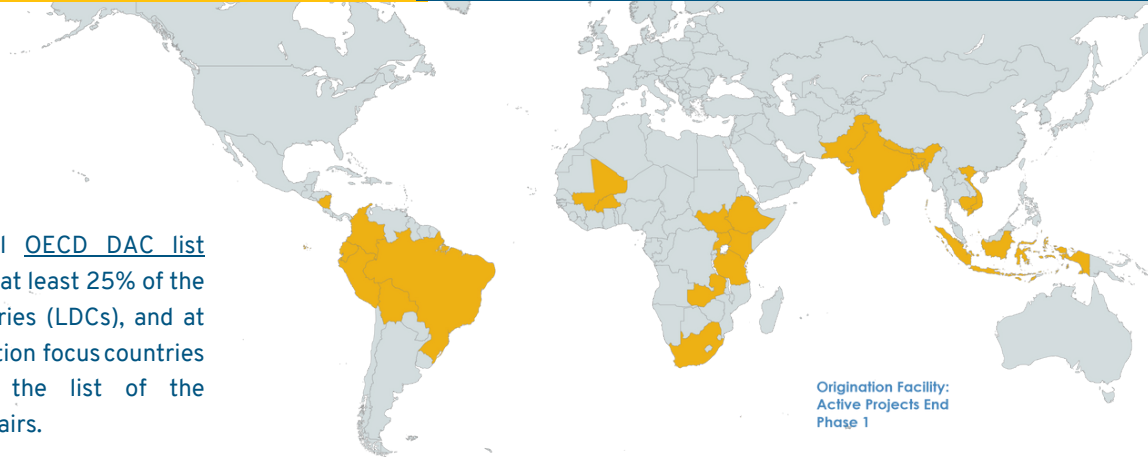 l OECD DAC list
at least 25% of the
ries (LDCs), and at
tion focus countries
the list of the
airs.
Origination Facility:
Active Projects End
Phase 1